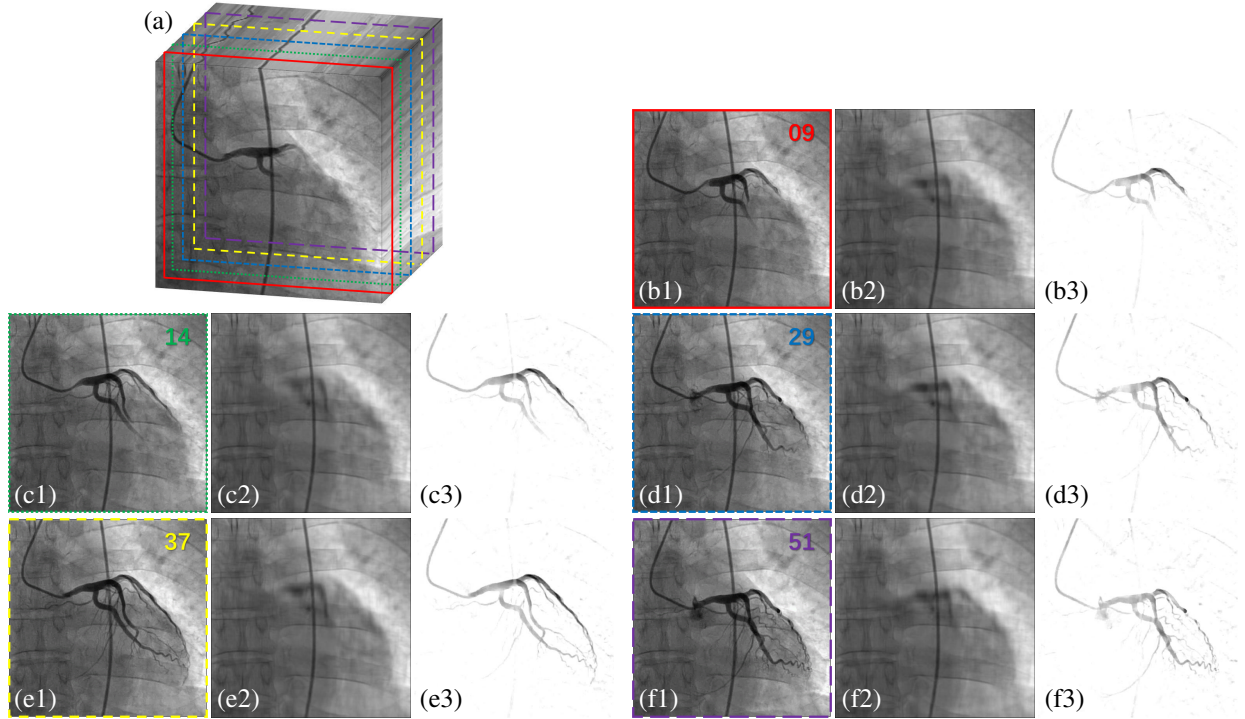 (a)
09
(b1)
(b2)
(b3)
14
(c1)
(c2)
(c3)
29
(d1)
(d2)
(d3)
37
(e1)
(e2)
(e3)
51
(f1)
(f2)
(f3)